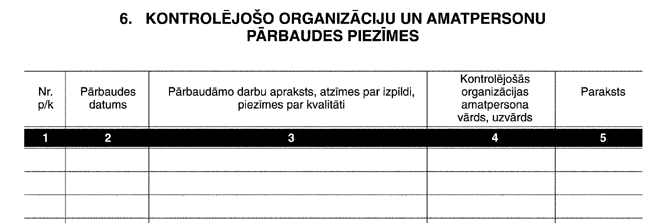 6. KONTROLĒJOŠO ORGANIZĀCIJU UN AMATPERSONU
PĀRBAUDES PIEZĪMES
Nr.
p/k
Pārbaudes
datums
Pārbaudāmo darbu apraksts, atzīmes par izpildi,
piezīmes par kvalitāti
Kontrolējošās
organizācijas
amatpersona
vārds, uzvārds
Paraksts
1 2 3 4 5